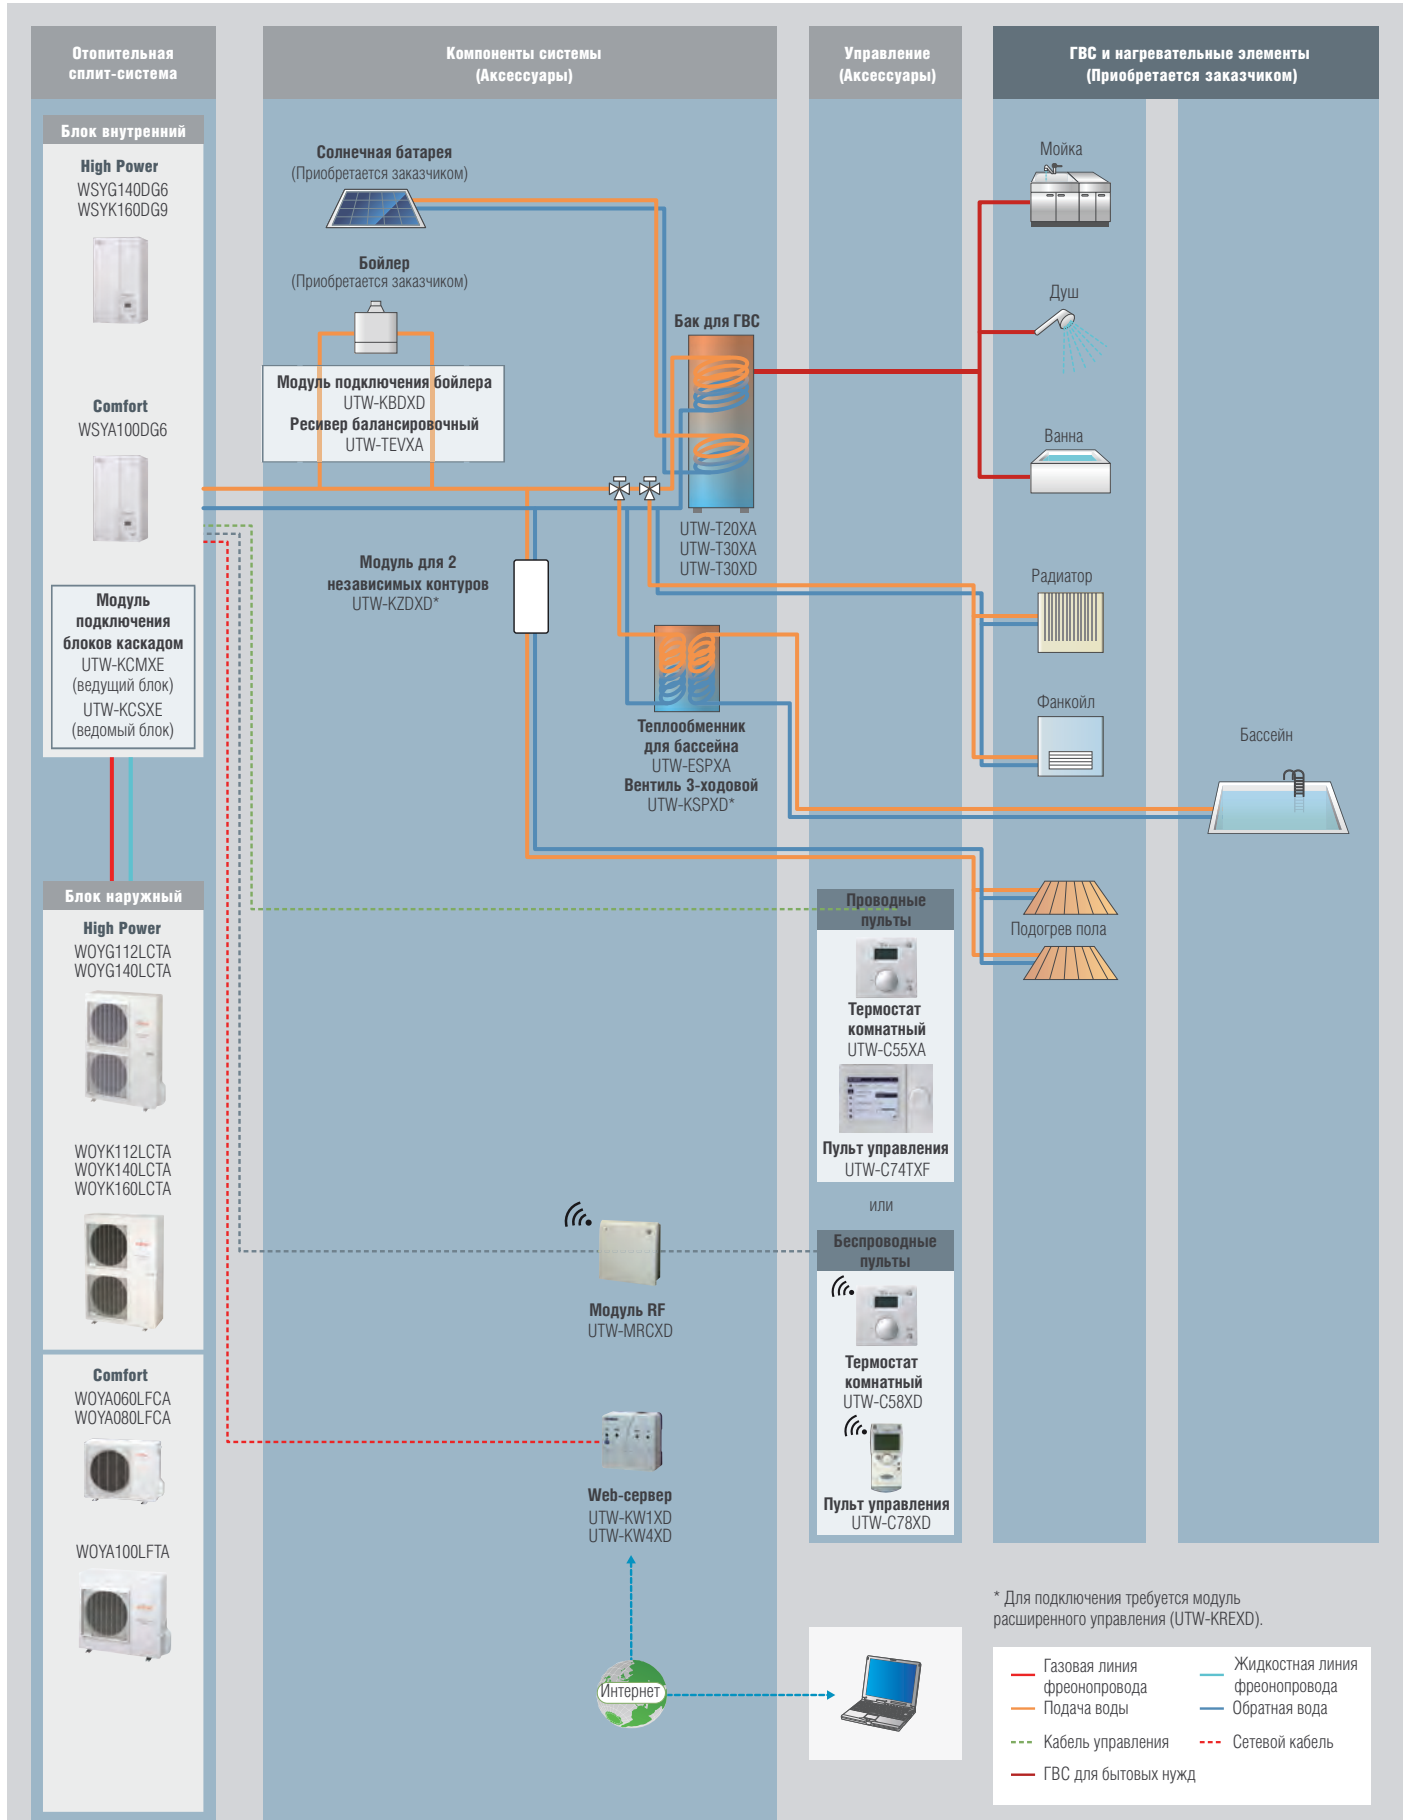 Отопительная
сплит-система
Компоненты системы
(Аксессуары)
Управление
(Аксессуары)
ГВС и нагревательные элементы
(Приобретается заказчиком)
Блок внутренний
High Power
WSYG140DG6
WSYK160DG9
Comfort
WSYA100DG6
Модуль
подключения
блоков каскадом
UTW-KCMXE
(ведущий блок)
UTW-KCSXE
(ведомый блок)
Блок наружный
High Power
WOYG112LCTA
WOYG140LCTA
WOYK112LCTA
WOYK140LCTA
WOYK160LCTA
Comfort
WOYA060LFCA
WOYA080LFCA
WOYA100LFTA
Солнечная батарея
(Приобретается заказчиком)
Бойлер
(Приобретается заказчиком)
Модуль подключения бойлера
UTW-KBDXD
Ресивер балансировочный
UTW-TEVXA
Бак для ГВС
UTW-T20XA
UTW-T30XA
UTW-T30XD
Модуль для 2
независимых контуров
UTW-KZDXD*
Теплообменник
для бассейна
UTW-ESPXA
Вентиль 3-ходовой
UTW-KSPXD*
Модуль RF
UTW-MRCXD
Web-сервер
UTW-KW1XD
UTW-KW4XD
Интернет
Проводные
пульты
Термостат
комнатный
UTW-C55XA
Пульт управления
UTW-C74TXF
или
Беспроводные
пульты
Термостат
комнатный
UTW-C58XD
Пульт управления
UTW-C78XD
Мойка
Душ
Ванна
Радиатор
Фанкойл
Бассейн
Подогрев пола
* Для подключения требуется модуль
расширенного управления (UTW-KREXD).
Газовая линия
фреонопровода
Жидкостная линия
фреонопровода
Подача воды
Обратная вода
Кабель управления
Сетевой кабель
ГВС для бытовых нужд